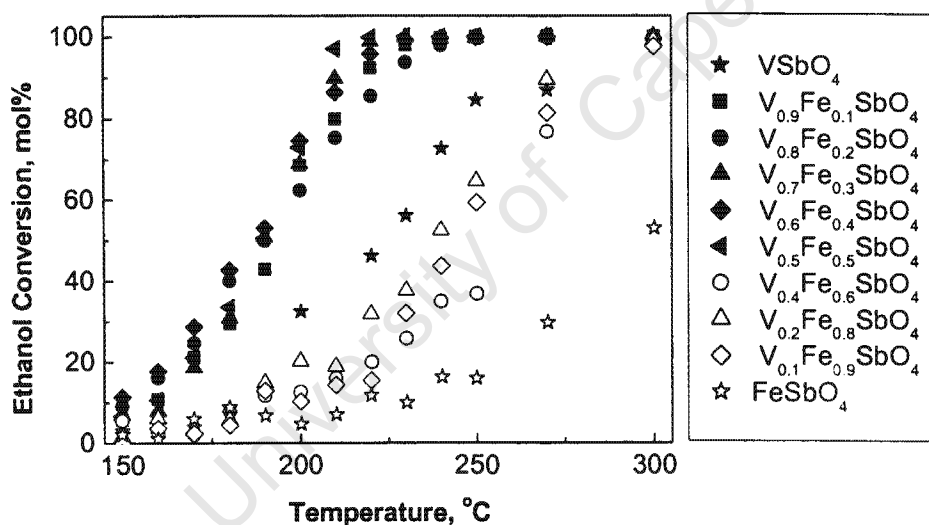 Ethanol Conversion, mol%
100
80
60
40
20
0
150
200
250
300
Temperature, °C
VSbO₄
V₀.₉Fe₀.₁SbO₄
V₀.₈Fe₀.₂SbO₄
V₀.₇Fe₀.₃SbO₄
V₀.₆Fe₀.₄SbO₄
V₀.₅Fe₀.₅SbO₄
V₀.₄Fe₀.₆SbO₄
V₀.₂Fe₀.₈SbO₄
V₀.₁Fe₀.₉SbO₄
FeSbO₄
University of Cape